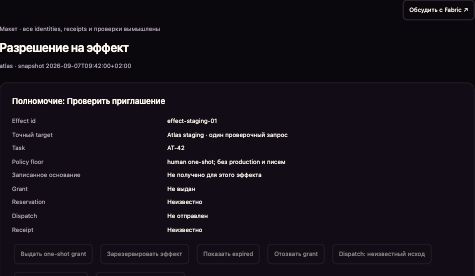 Обсудить с Fabric ↗
Макет · все identities, receipts и проверки вымышлены
Разрешение на эффект
atlas · snapshot 2026-09-07T09:42:00+02:00
Полномочие: Проверить приглашение
Effect id effect-staging-01
Точный target Atlas staging · один проверочный запрос
Task AT-42
Policy floor human one-shot; без production и писем
Записанное основание Не получено для этого эффекта
Grant Не выдан
Reservation Неизвестно
Dispatch Не отправлен
Receipt Неизвестно
Выдать one-shot grant Зарезервировать эффект Показать expired Отозвать grant Dispatch: неизвестный исход